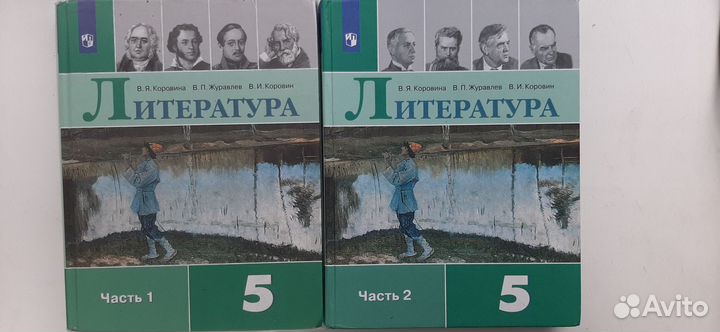 В.Я. Коровина В.П. Журавлев В.И. Коровин
ЛИТЕРАТУРА
Часть 1
5
В.Я. Коровина В.П. Журавлев В.И. Коровин
ЛИТЕРАТУРА
Часть 2
5
Avito